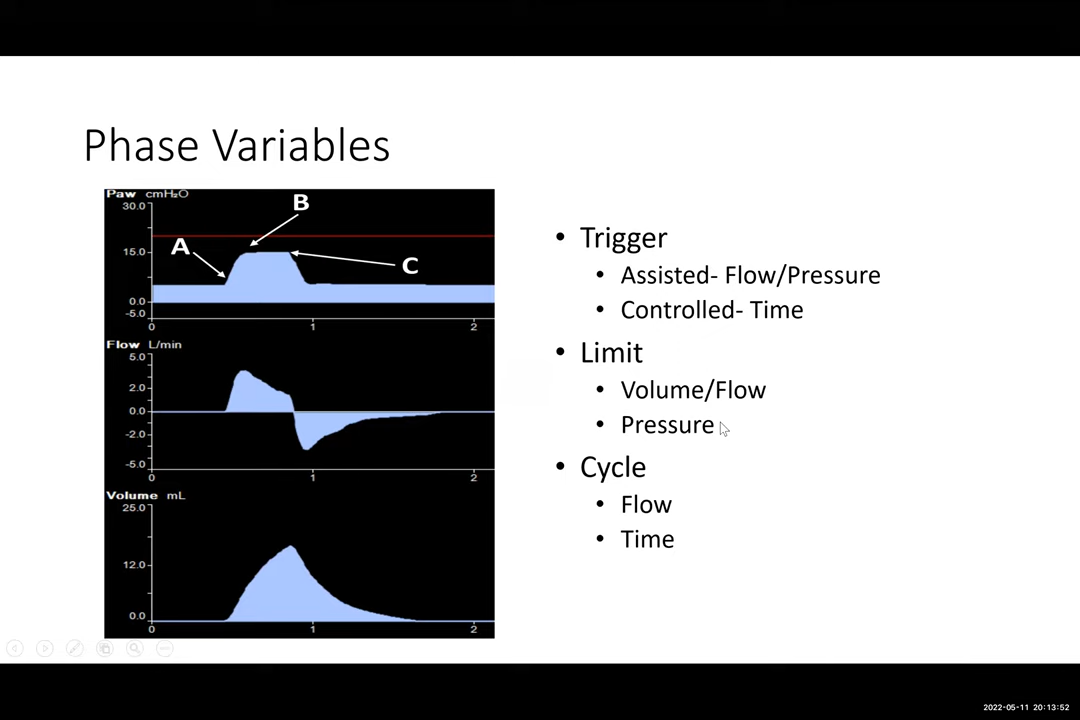 Phase Variables
Paw cmH₂O
30.0
15.0
0.0
-5.0
0
1
2
A
B
C
Flow L/min
5.0
2.0
0.0
-2.0
-5.0
0
1
2
Volume mL
25.0
12.0
0.0
0
1
2
• Trigger
• Assisted- Flow/Pressure
• Controlled- Time
• Limit
• Volume/Flow
• Pressure
• Cycle
• Flow
• Time
2022-05-11 20:13:52